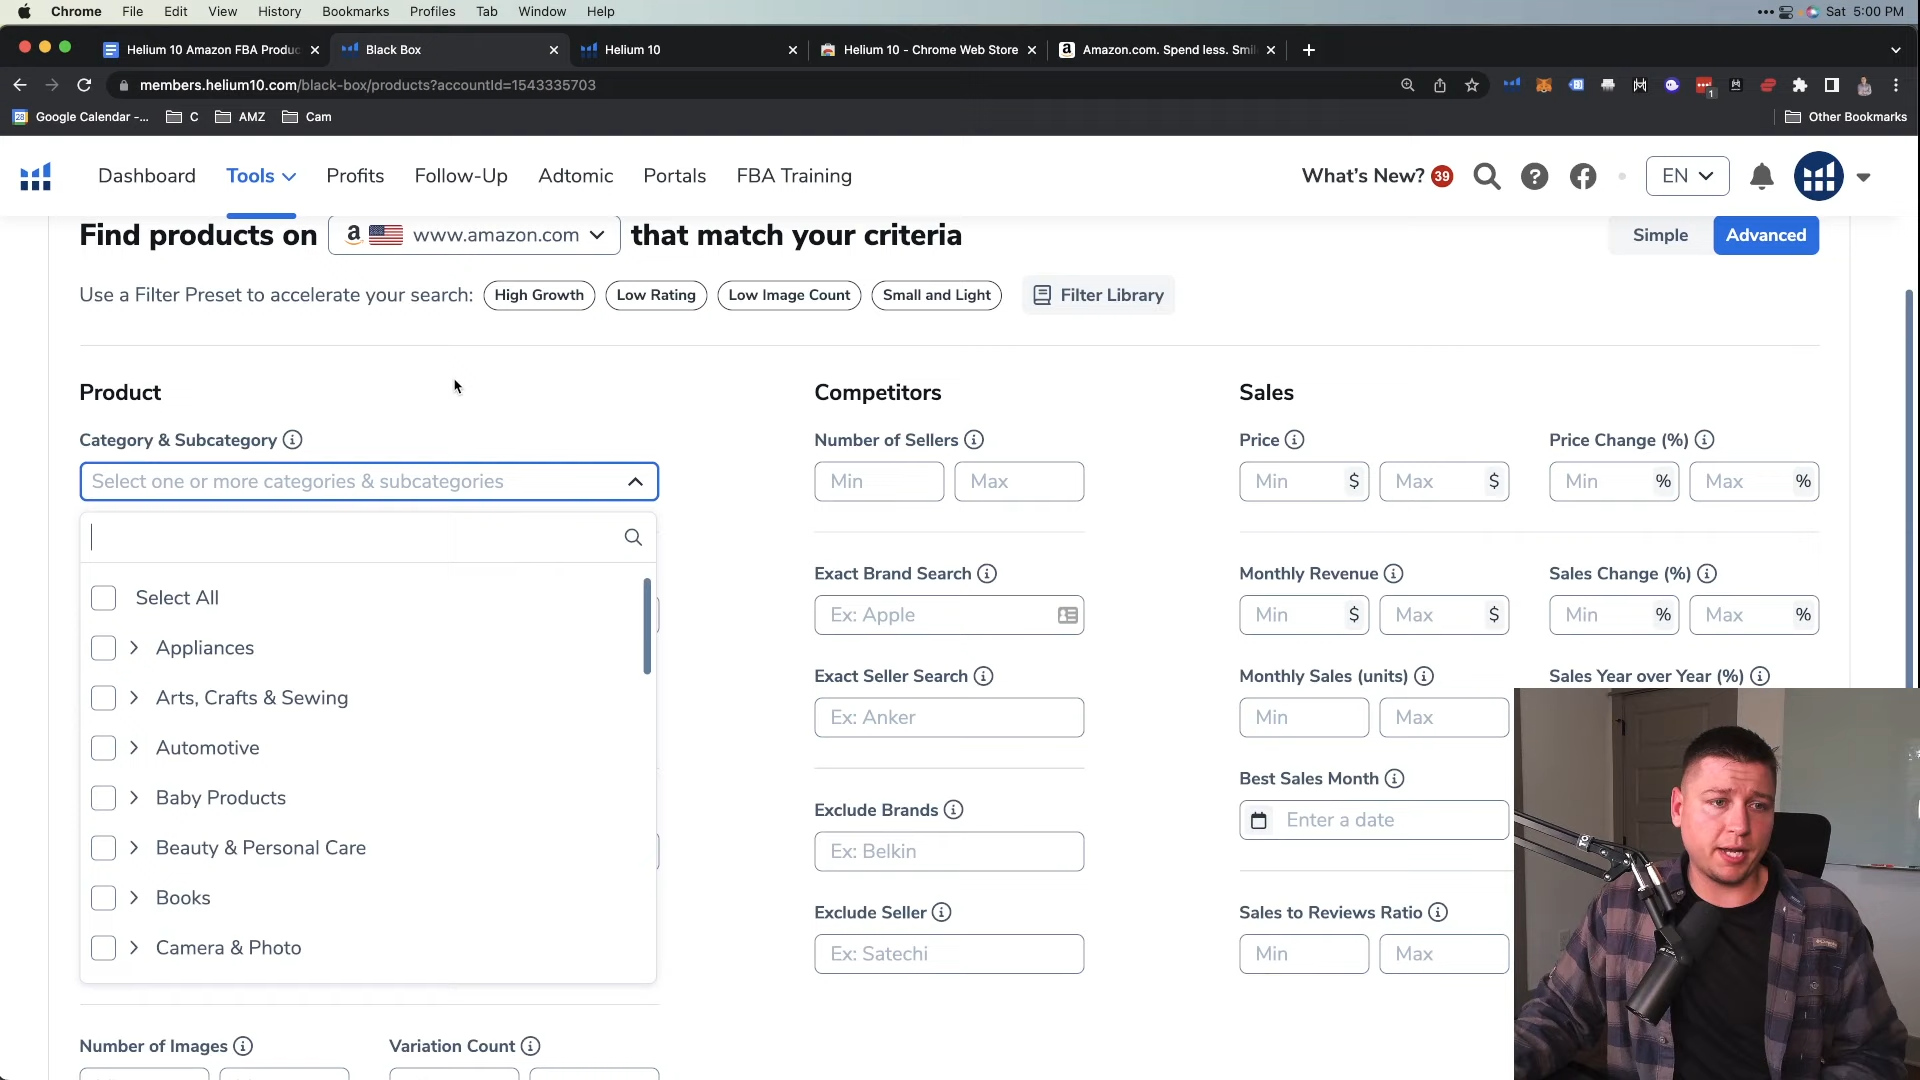 Chrome File Edit View History Bookmarks Profiles Tab Window Help Sat 5:00 PM
Helium 10 Amazon FBA Produc Black Box Helium 10 Helium 10 - Chrome Web Store Amazon.com. Spend less. Smil
members.helium10.com/black-box/products?accountId=1543335703
Google Calendar -... C AMZ Cam Other Bookmarks
Dashboard Tools Profits Follow-Up Adtomic Portals FBA Training What's New? 39 EN
Find products on www.amazon.com that match your criteria Simple Advanced
Use a Filter Preset to accelerate your search: High Growth Low Rating Low Image Count Small and Light Filter Library
Product Competitors Sales
Category & Subcategory Number of Sellers Price Price Change (%)
Select one or more categories & subcategories Min Max Min $ Max $ Min % Max %
Select All
Appliances
Arts, Crafts & Sewing
Automotive
Baby Products
Beauty & Personal Care
Books
Camera & Photo
Exact Brand Search Monthly Revenue Sales Change (%)
Ex: Apple Min $ Max $ Min % Max %
Exact Seller Search Monthly Sales (units) Sales Year over Year (%)
Ex: Anker Min Max
Best Sales Month
Exclude Brands Enter a date
Ex: Belkin
Exclude Seller Sales to Reviews Ratio
Ex: Satechi Min Max
Number of Images Variation Count